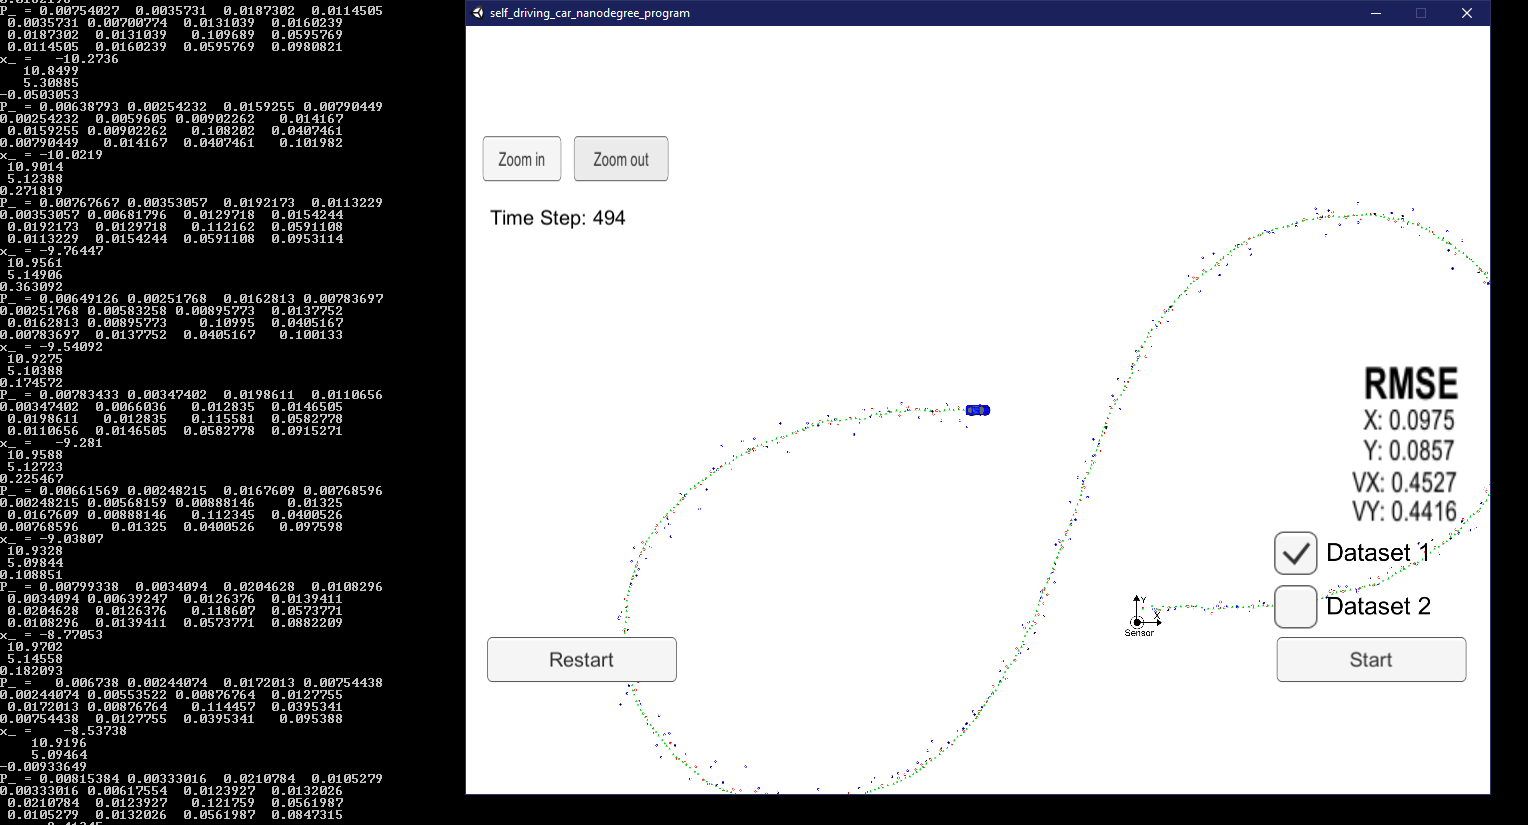 P_ = 0.00754027  0.0035731  0.0187302  0.0114505
0.0035731 0.00700774  0.0131039  0.0160239
0.0187302  0.0131039   0.109689  0.0595769
0.0114505  0.0160239  0.0595769  0.0980821
x_ =   -10.2736
10.8499
5.30885
-0.0503053
P_ = 0.00638793 0.00254232  0.0159255 0.00790449
0.00254232  0.0059605 0.00902262   0.014167
0.0159255 0.00902262   0.108202  0.0407461
0.00790449   0.014167  0.0407461   0.101982
x_ = -10.0219
10.9014
5.12388
0.271819
P_ = 0.00767667 0.00353057  0.0192173  0.0113229
0.00353057 0.00681796  0.0129718  0.0154244
0.0192173  0.0129718   0.112162  0.0591108
0.0113229  0.0154244  0.0591108  0.0953114
x_ = -9.76447
10.9561
5.14906
0.363092
P_ = 0.00649126 0.00251768  0.0162813 0.00783697
0.00251768 0.00583258 0.00895773  0.0137752
0.0162813 0.00895773    0.10995  0.0405167
0.00783697  0.0137752  0.0405167   0.100133
x_ = -9.54092
10.9275
5.10388
0.174572
P_ = 0.00783433 0.00347402  0.0198611  0.0110656
0.00347402  0.0066036   0.012835  0.0146505
0.0198611   0.012835   0.115581  0.0582778
0.0110656  0.0146505  0.0582778  0.0915271
x_ =   -9.281
10.9588
5.12723
0.225467
P_ = 0.00661569 0.00248215  0.0167609 0.00768596
0.00248215 0.00568159 0.00888146    0.01325
0.0167609 0.00888146   0.112345  0.0400526
0.00768596    0.01325  0.0400526   0.097598
x_ = -9.03807
10.9328
5.09844
0.108851
P_ = 0.00799338  0.0034094  0.0204628  0.0108296
0.0034094 0.00639247  0.0126376  0.0139411
0.0204628  0.0126376   0.118607  0.0573771
0.0108296  0.0139411  0.0573771  0.0882209
x_ = -8.77053
10.9702
5.14558
0.182093
P_ =   0.006738 0.00244074  0.0172013 0.00754438
0.00244074 0.00553522 0.00876764  0.0127755
0.0172013 0.00876764   0.114457  0.0395341
0.00754438  0.0127755  0.0395341   0.095388
x_ =    -8.53738
10.9196
5.09464
-0.00933649
P_ = 0.00815384 0.00333016  0.0210784  0.0105279
0.00333016 0.00617554  0.0123927  0.0132026
0.0210784  0.0123927   0.121759  0.0561987
0.0105279  0.0132026  0.0561987  0.0847315
self_driving_car_nanodegree_program
Zoom in
Zoom out
Time Step: 494
RMSE
X: 0.0975
Y: 0.0857
VX: 0.4527
VY: 0.4416
Dataset 1
Dataset 2
Y
X
Sensor
Restart
Start